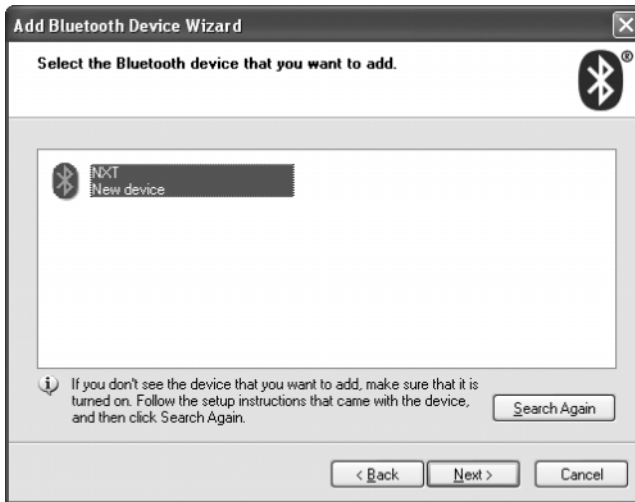 Add Bluetooth Device Wizard
Select the Bluetooth device that you want to add.
®
NXT
New device
If you don't see the device that you want to add, make sure that it is
turned on. Follow the setup instructions that came with the device,
and then click Search Again.
Search Again
< Back
Next >
Cancel